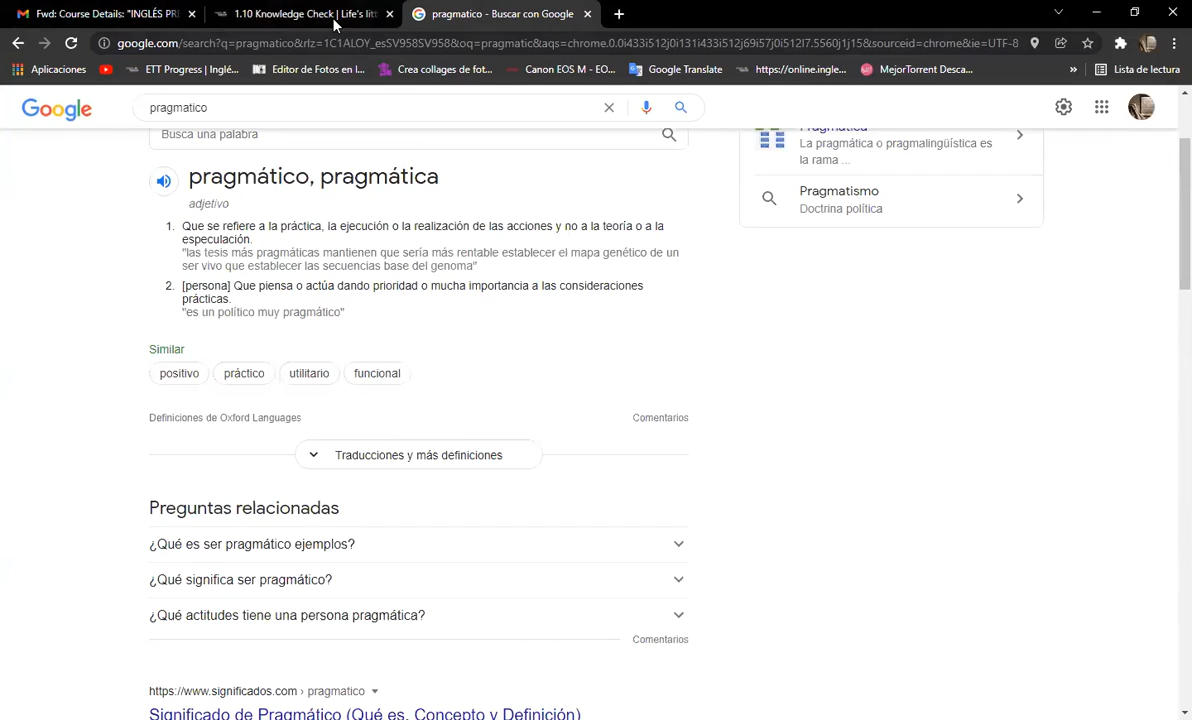 Fwd: Course Details: "INGLÉS PRI
1.10 Knowledge Check | Life's litt
pragmatico - Buscar con Google
google.com/search?q=pragmatico&rlz=1C1ALOY_esSV958SV958&oq=pragmatic&aqs=chrome.0.0i433i512j0i131i433i512j69i57j0i512l7.5560j1j15&sourceid=chrome&ie=UTF-8
Aplicaciones
ETT Progress | Inglé...
Editor de Fotos en l...
Crea collages de fot...
Canon EOS M - EO...
Google Translate
https://online.ingle...
MejorTorrent Desca...
»
Lista de lectura
Google
pragmatico
Busca una palabra
pragmático, pragmática
adjetivo
1. Que se refiere a la práctica, la ejecución o la realización de las acciones y no a la teoría o a la
especulación.
"las tesis más pragmáticas mantienen que sería más rentable establecer el mapa genético de un
ser vivo que establecer las secuencias base del genoma"
2. [persona] Que piensa o actúa dando prioridad o mucha importancia a las consideraciones
prácticas.
"es un político muy pragmático"
Similar
positivo
práctico
utilitario
funcional
Definiciones de Oxford Languages
Comentarios
Traducciones y más definiciones
Preguntas relacionadas
¿Qué es ser pragmático ejemplos?
¿Qué significa ser pragmático?
¿Qué actitudes tiene una persona pragmática?
Comentarios
https://www.significados.com › pragmatico
Significado de Pragmático (Qué es, Concepto y Definición)
Pragmática
La pragmática o pragmalingüística es
la rama ...
Pragmatismo
Doctrina política